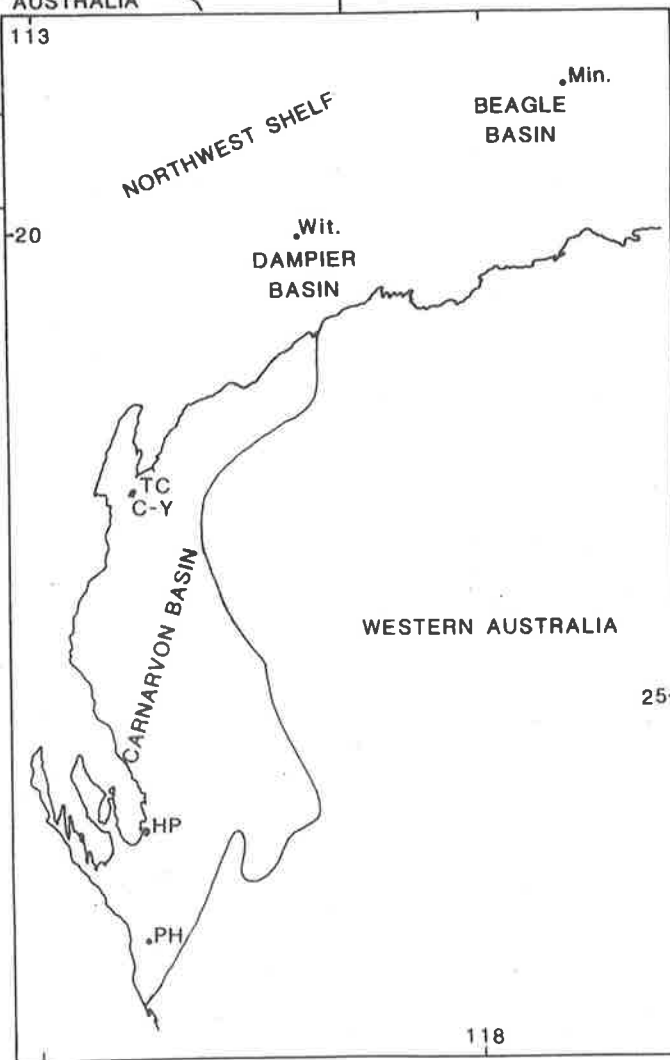 AUSTRALIA
113
Min.
BEAGLE
BASIN
NORTHWEST SHELF
20
Wit.
DAMPIER
BASIN
TC
C-Y
CARNARVON BASIN
WESTERN AUSTRALIA
25
HP
PH
118